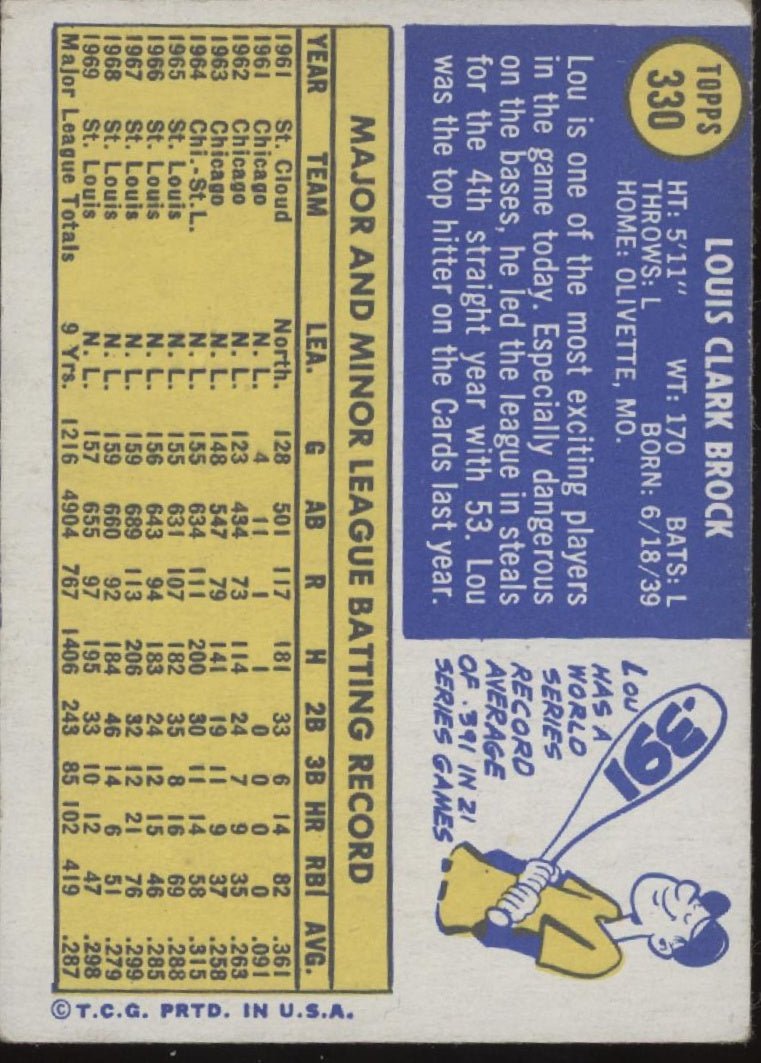 TOPPS
330
LOUIS CLARK BROCK
HT: 5'11" WT: 170 BATS: L
THROWS: L BORN: 6/18/39
HOME: OLIVETTE, MO.
Lou is one of the most exciting players
in the game today. Especially dangerous
on the bases, he led the league in steals
for the 4th straight year with 53. Lou
was the top hitter on the Cards last year.
.391
LOU
HAS A
WORLD
SERIES
RECORD
AVERAGE
OF .391 IN 21
SERIES GAMES
MAJOR AND MINOR LEAGUE BATTING RECORD
YEAR TEAM LEA. G AB R H 2B 3B HR RBI AVG.
1961 St. Cloud North. 128 501 117 181 33 6 14 82 .361
1961 Chicago N. L. 4 11 1 1 0 0 0 0 .091
1962 Chicago N. L. 123 434 73 114 24 7 9 35 .263
1963 Chicago N. L. 148 547 79 141 19 11 9 37 .258
1964 Chi.-St.L. N. L. 155 634 111 200 30 11 14 58 .315
1965 St. Louis N. L. 155 631 107 182 35 8 16 69 .288
1966 St. Louis N. L. 156 643 94 183 24 12 15 46 .285
1967 St. Louis N. L. 159 689 113 206 32 12 21 76 .289
1968 St. Louis N. L. 159 660 92 184 46 14 6 51 .279
1969 St. Louis N. L. 157 655 97 195 33 10 12 47 .298
Major League Totals 9 Yrs. 1216 4904 767 1406 243 85 102 419 .287
© T.C.G. PRTD. IN U.S.A.